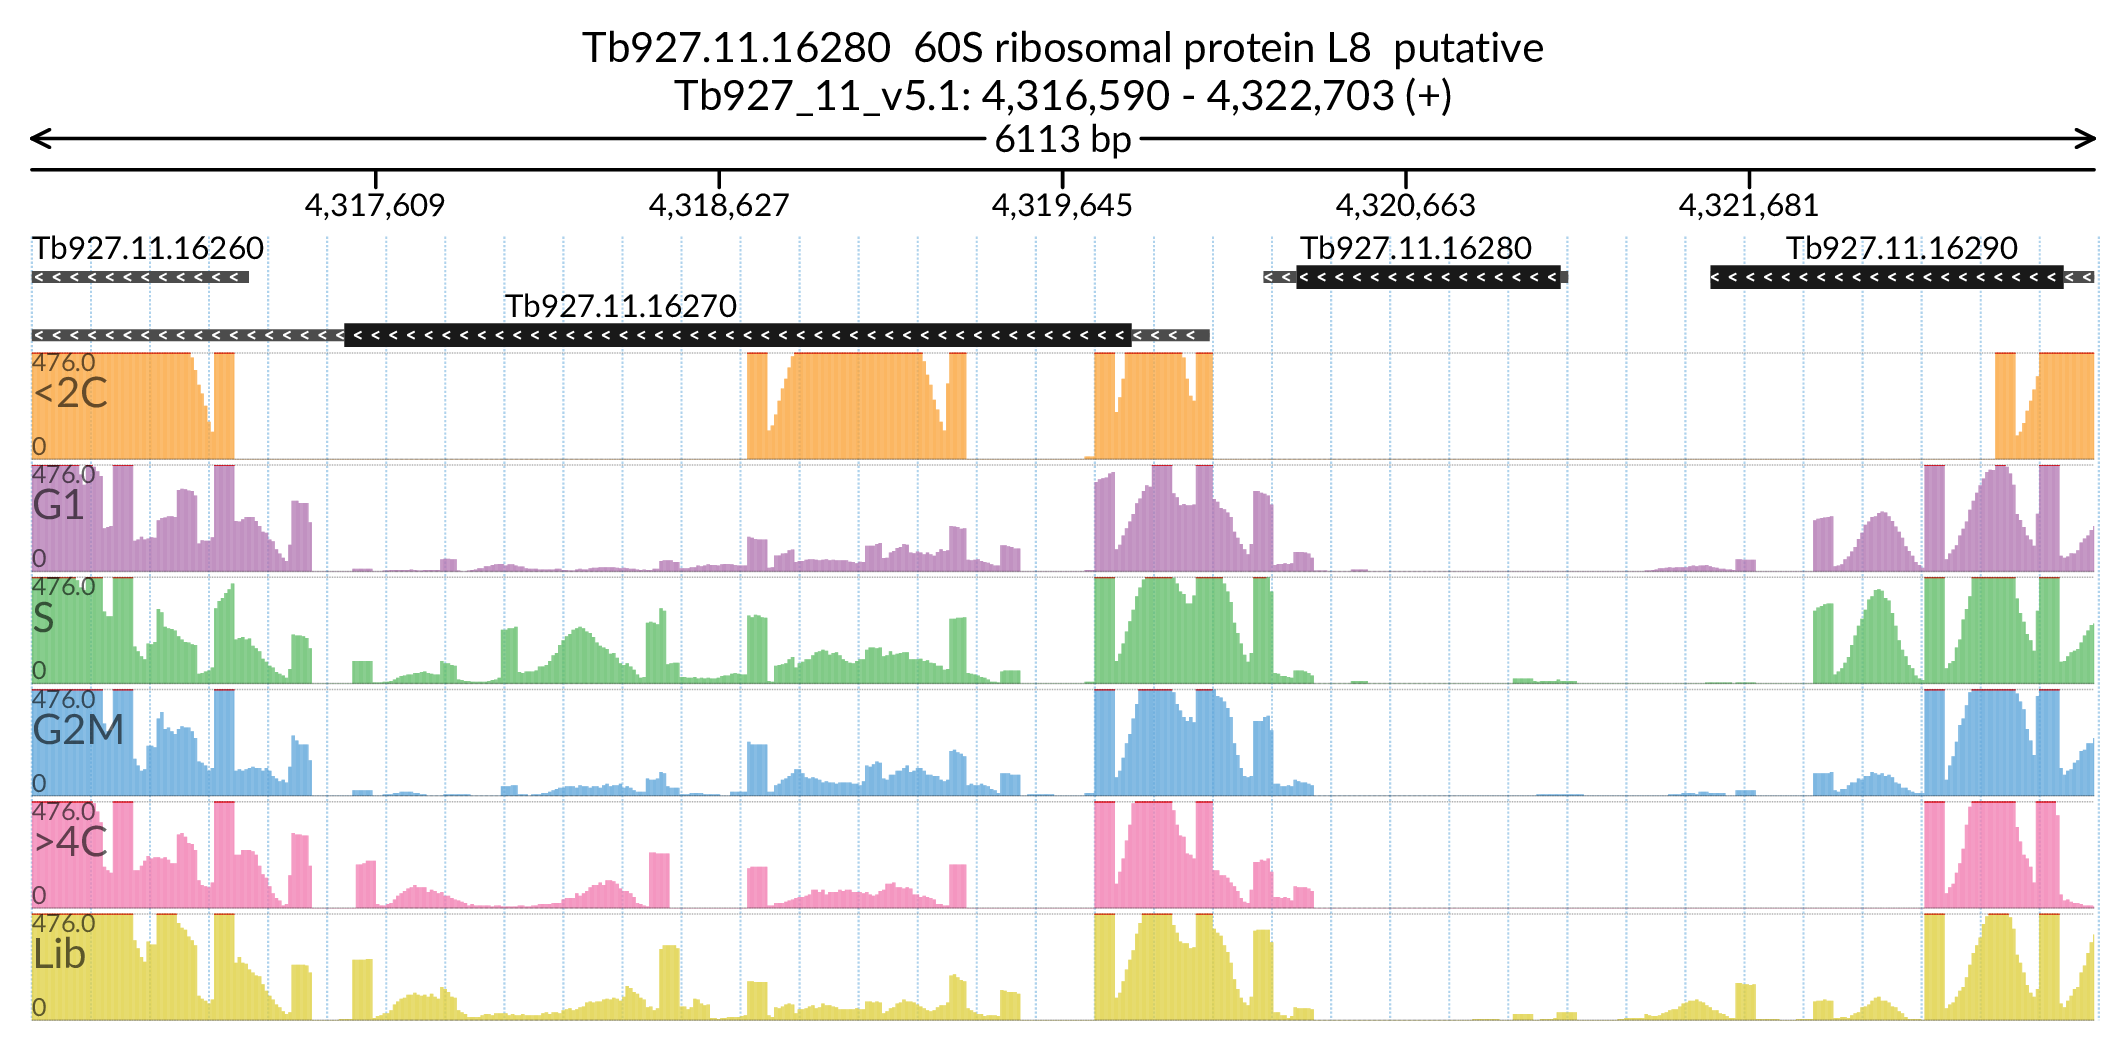 Tb927.11.16280  60S ribosomal protein L8  putative
Tb927_11_v5.1: 4,316,590 - 4,322,703 (+)
6113 bp
4,317,609 4,318,627 4,319,645 4,320,663 4,321,681
Tb927.11.16260 Tb927.11.16280 Tb927.11.16290
Tb927.11.16270
476.0
<2C
0
476.0
G1
0
476.0
S
0
476.0
G2M
0
476.0
>4C
0
476.0
Lib
0